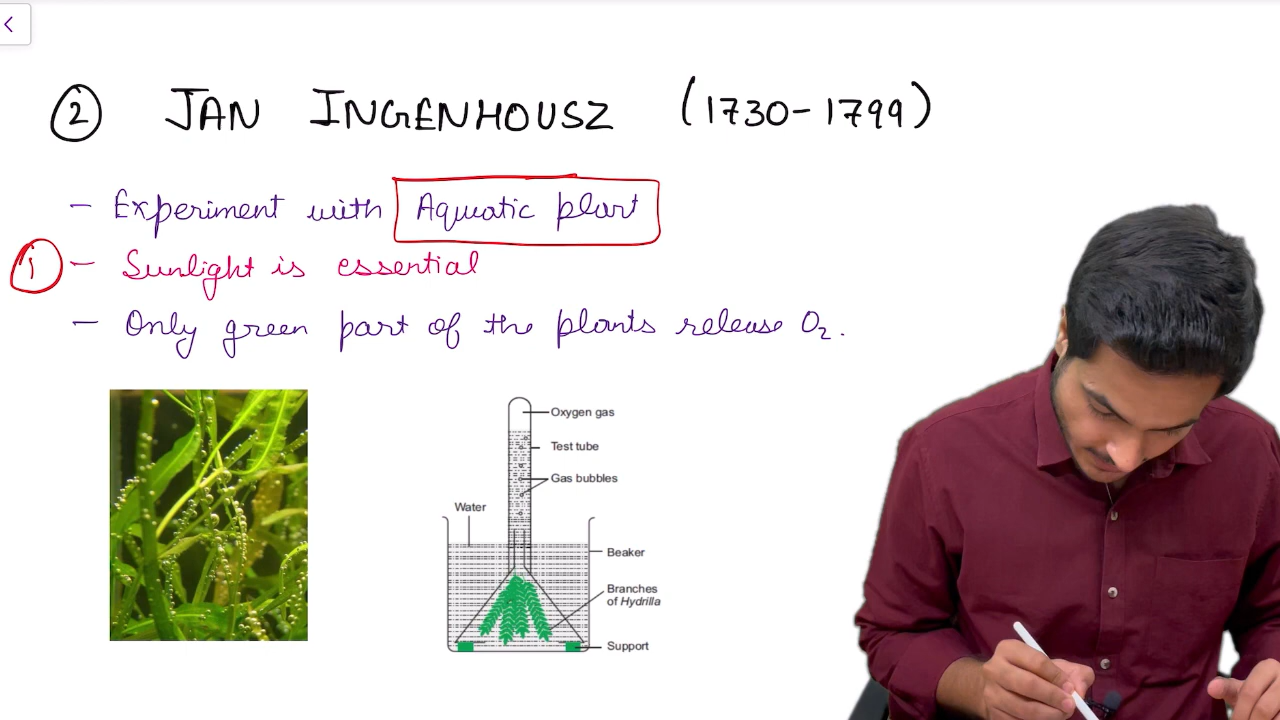 ② JAN INGENHOUSZ (1730-1799)
- Experiment with Aquatic plant
① - Sunlight is essential
- Only green part of the plants release O₂.
Oxygen gas
Test tube
Gas bubbles
Water
Beaker
Branches
of Hydrilla
Support